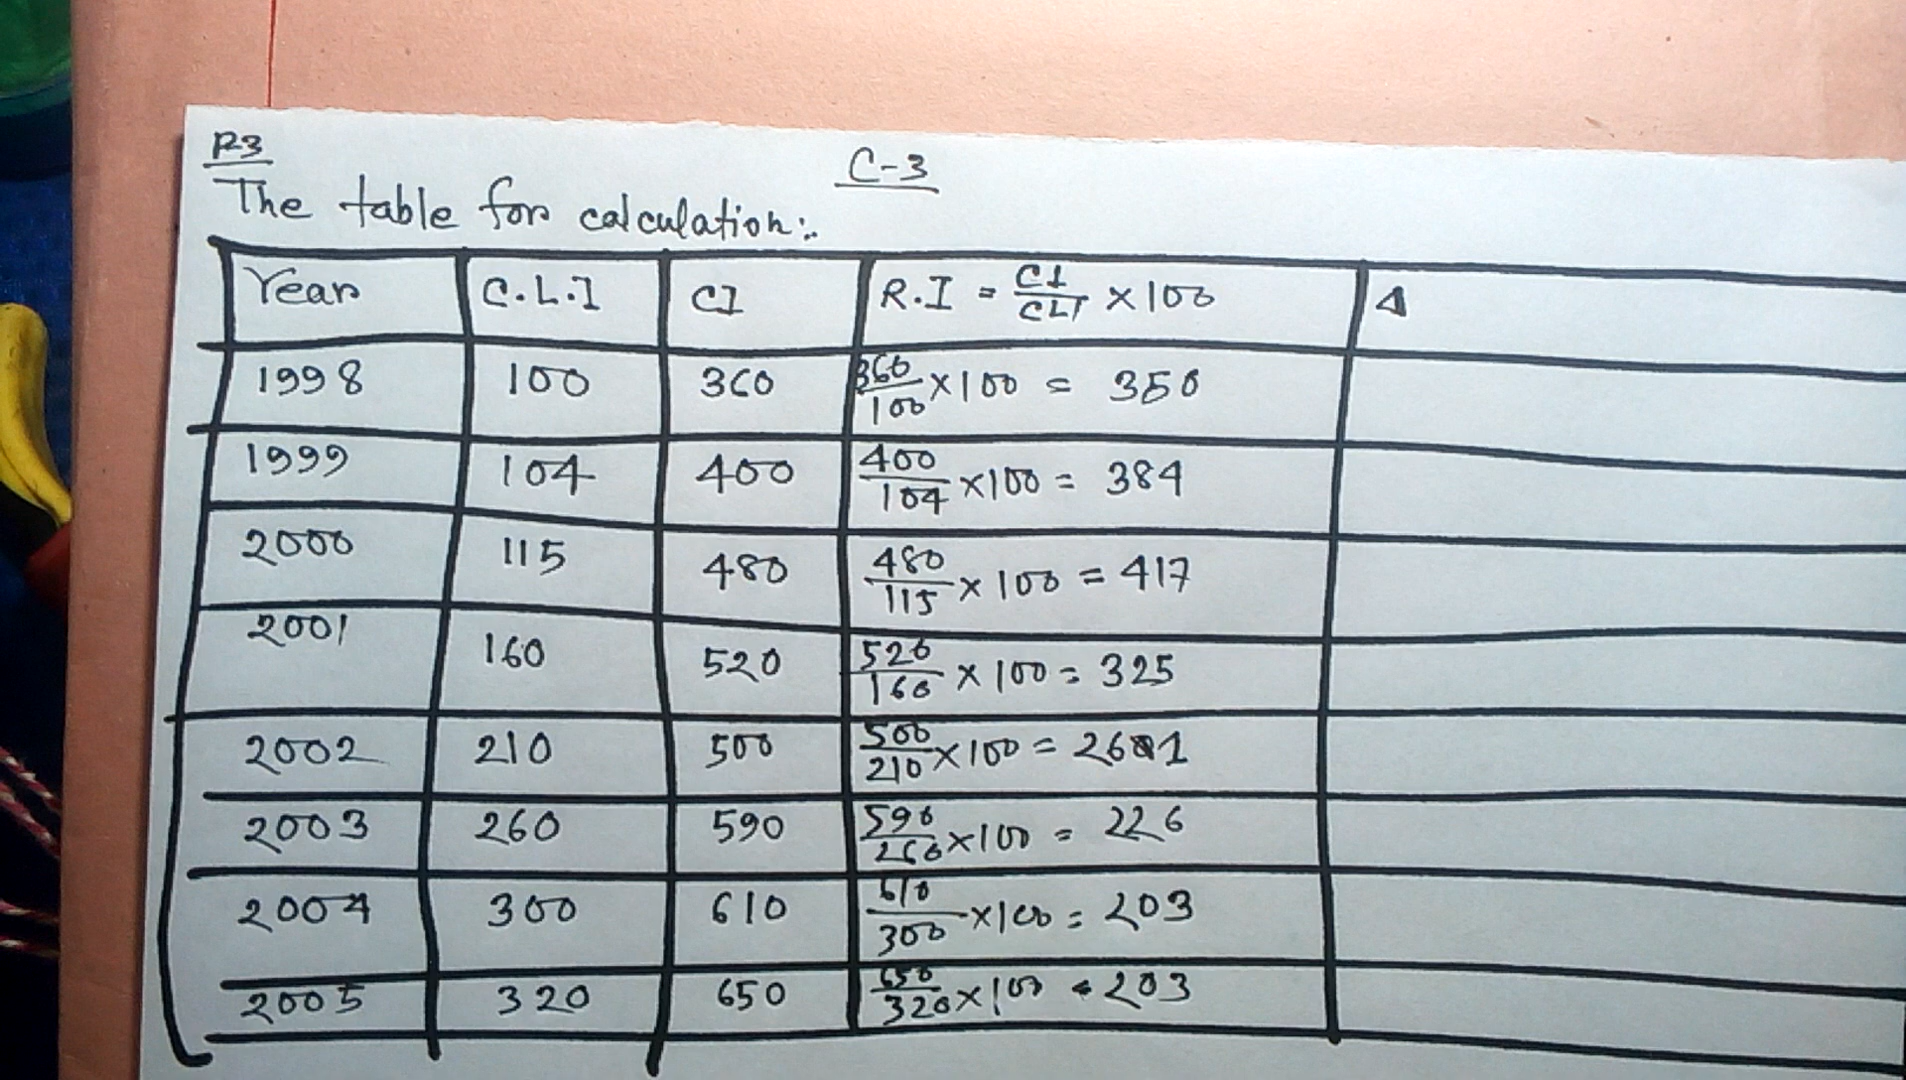 P3
C-3
The table for calculation:.
Year C.L.I CI R.I = CI/CLI × 100
1998 100 360 360/100 × 100 = 360
1999 104 400 400/104 × 100 = 384
2000 115 480 480/115 × 100 = 417
2001 160 520 520/160 × 100 = 325
2002 210 500 500/210 × 100 =
2003 260 590 590/260 × 100 = 226
2004 300 610 610/300 × 100 = 203
2005 320 650 650/320 × 100 = 203